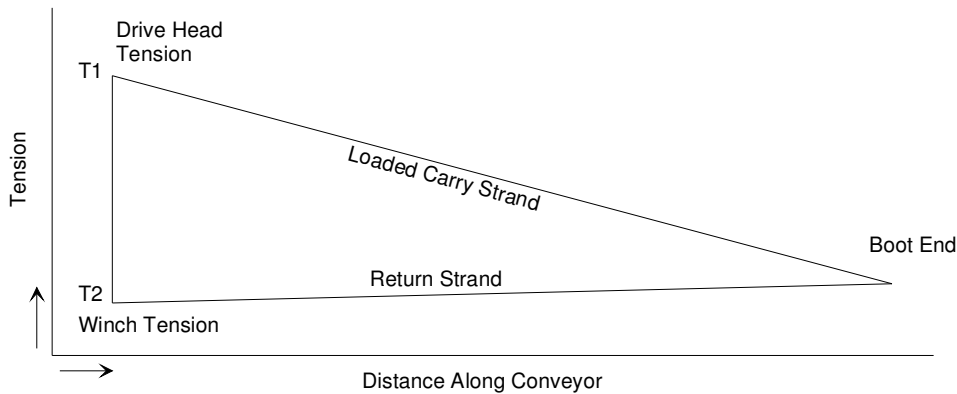 Drive Head
Tension
T1
Tension
Loaded Carry Strand
Boot End
Return Strand
T2
Winch Tension
Distance Along Conveyor